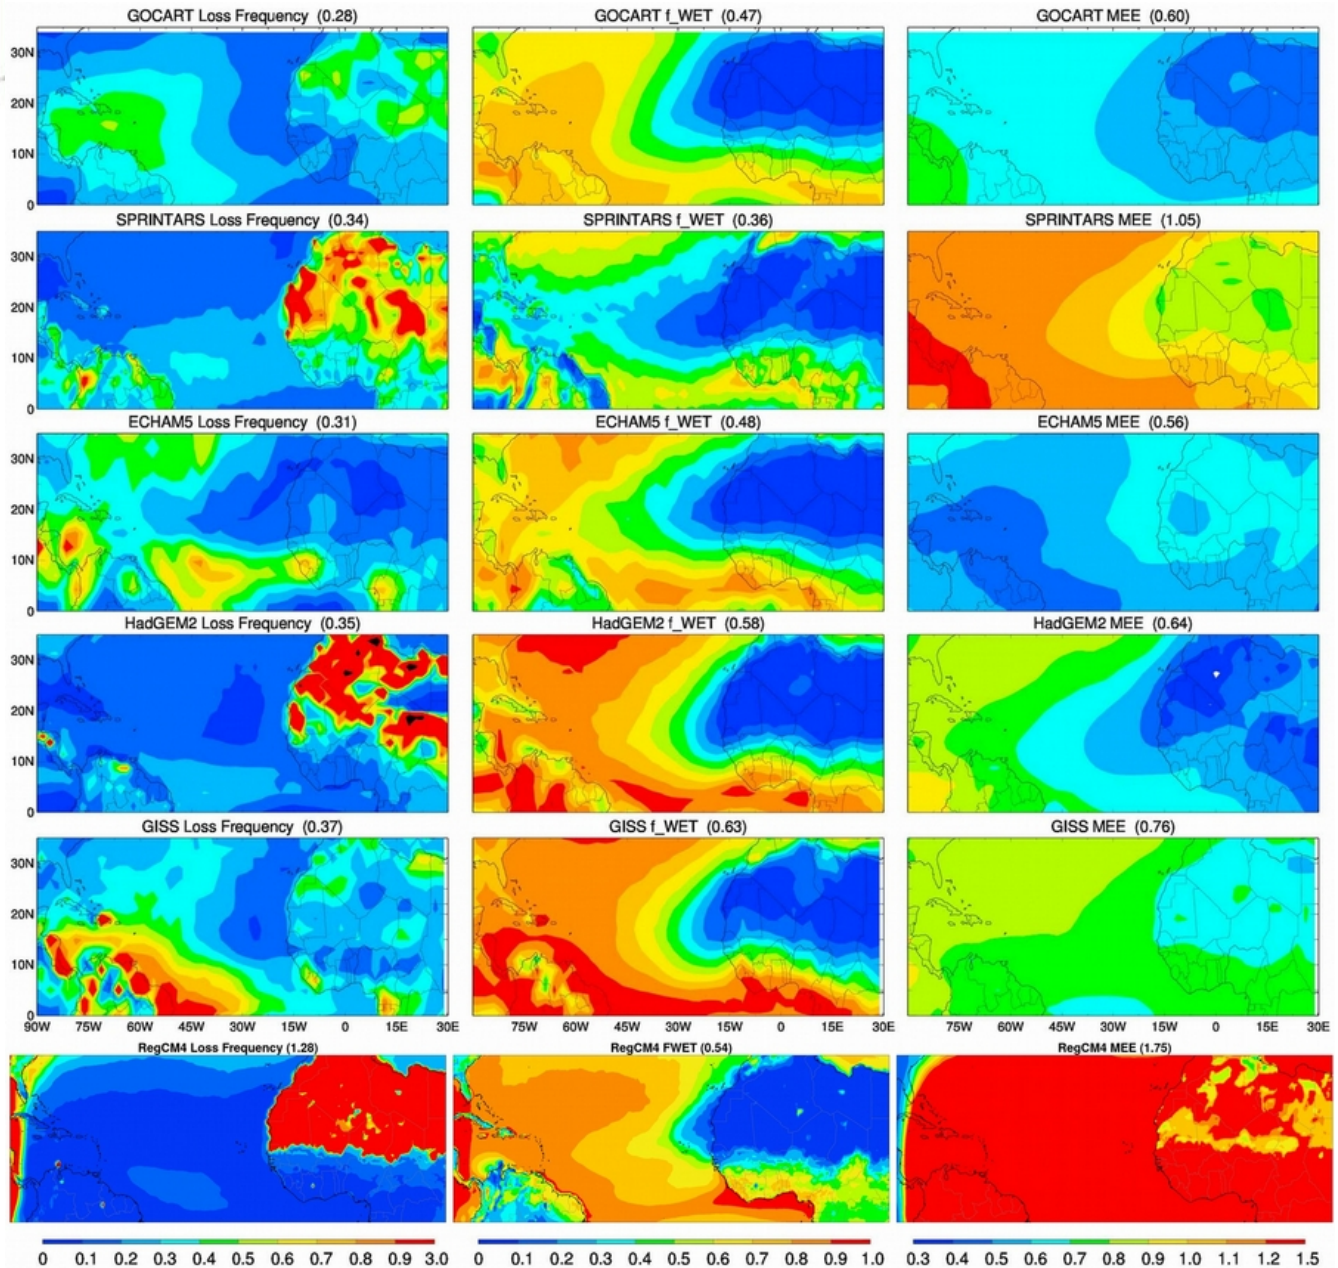 GOCART Loss Frequency (0.28) GOCART f_WET (0.47) GOCART MEE (0.60)
30N
20N
10N
0
SPRINTARS Loss Frequency (0.34) SPRINTARS f_WET (0.36) SPRINTARS MEE (1.05)
30N
20N
10N
0
ECHAM5 Loss Frequency (0.31) ECHAM5 f_WET (0.48) ECHAM5 MEE (0.56)
30N
20N
10N
0
HadGEM2 Loss Frequency (0.35) HadGEM2 f_WET (0.58) HadGEM2 MEE (0.64)
30N
20N
10N
0
GISS Loss Frequency (0.37) GISS f_WET (0.63) GISS MEE (0.76)
30N
20N
10N
0
90W 75W 60W 45W 30W 15W 0 15E 30E 75W 60W 45W 30W 15W 0 15E 30E 75W 60W 45W 30W 15W 0 15E 30E
RegCM4 Loss Frequency (1.28) RegCM4 FWET (0.54) RegCM4 MEE (1.75)
0 0.1 0.2 0.3 0.4 0.5 0.6 0.7 0.8 0.9 3.0 0 0.1 0.2 0.3 0.4 0.5 0.6 0.7 0.8 0.9 1.0 0.3 0.4 0.5 0.6 0.7 0.8 0.9 1.0 1.1 1.2 1.5